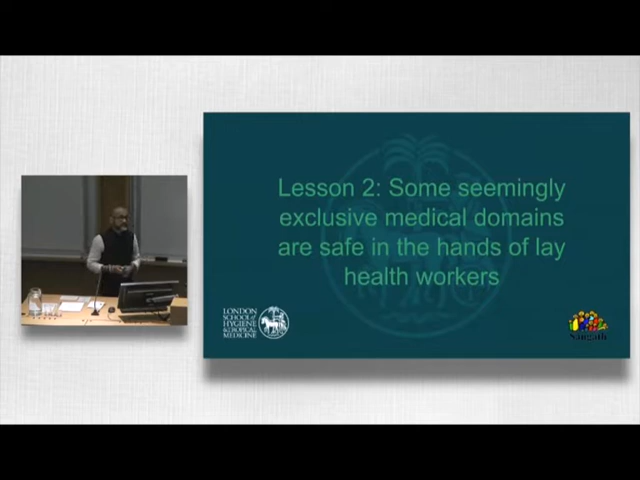 Lesson 2: Some seemingly
exclusive medical domains
are safe in the hands of lay
health workers
LONDON
SCHOOL of
HYGIENE
& TROPICAL
MEDICINE
Sangath